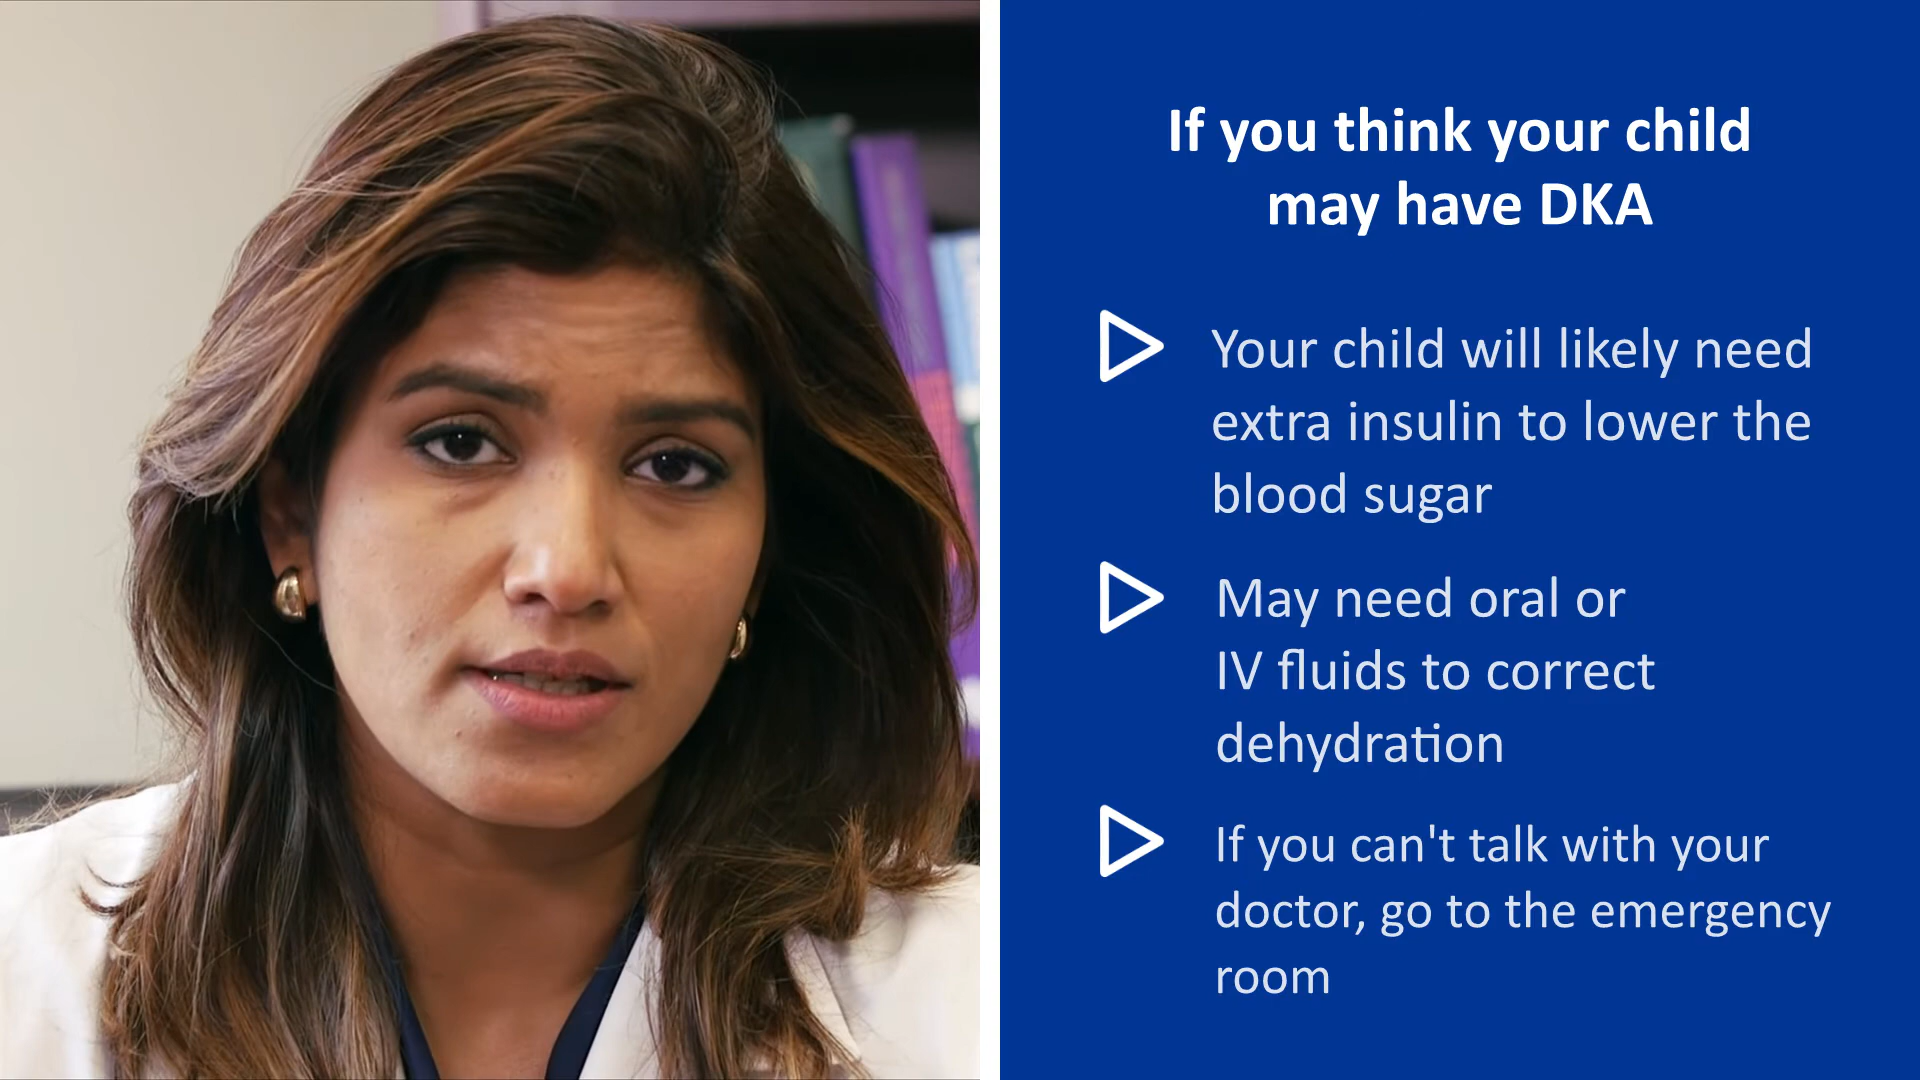 If you think your child
may have DKA
Your child will likely need
extra insulin to lower the
blood sugar
May need oral or
IV fluids to correct
dehydration
If you can't talk with your
doctor, go to the emergency
room